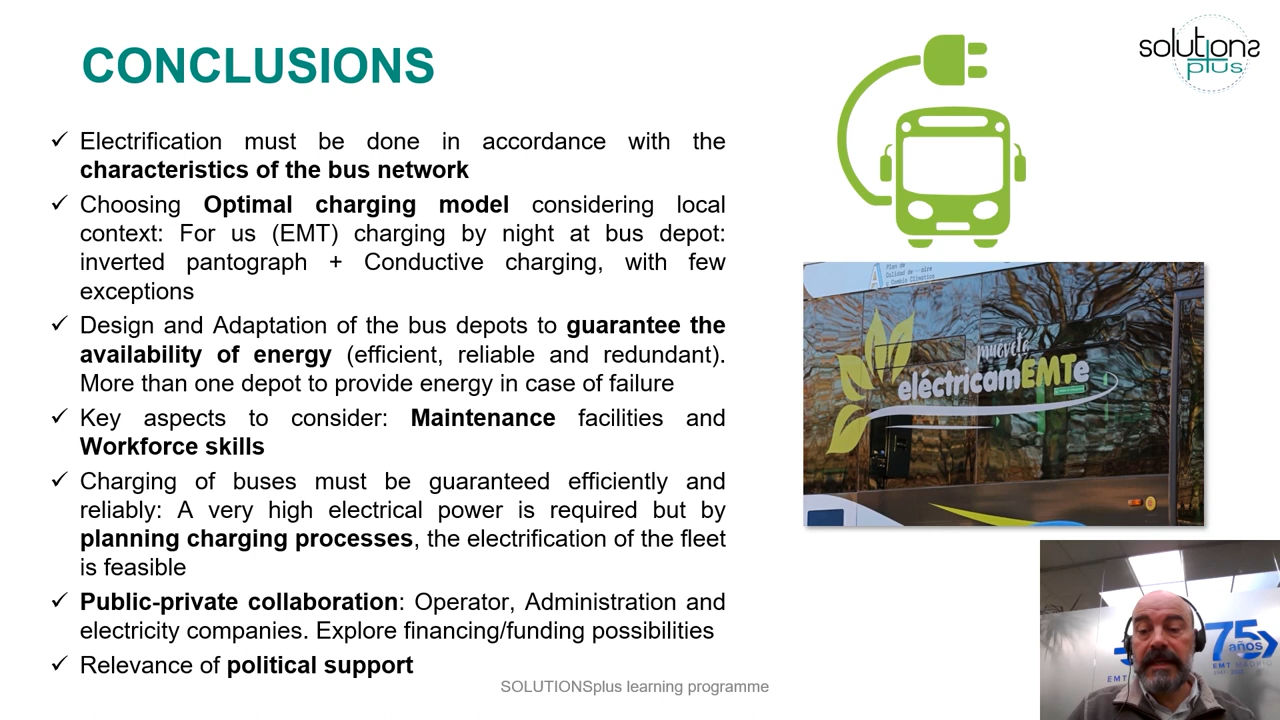 CONCLUSIONS
solutions
plus
✓ Electrification must be done in accordance with the
characteristics of the bus network
✓ Choosing Optimal charging model considering local
context: For us (EMT) charging by night at bus depot:
inverted pantograph + Conductive charging, with few
exceptions
✓ Design and Adaptation of the bus depots to guarantee the
availability of energy (efficient, reliable and redundant).
More than one depot to provide energy in case of failure
✓ Key aspects to consider: Maintenance facilities and
Workforce skills
✓ Charging of buses must be guaranteed efficiently and
reliably: A very high electrical power is required but by
planning charging processes, the electrification of the fleet
is feasible
✓ Public-private collaboration: Operator, Administration and
electricity companies. Explore financing/funding possibilities
✓ Relevance of political support
SOLUTIONSplus learning programme
Plan de
Calidad de
y Cambio Climático
muévete
eléctricamEMTe
75
años
EMT MADRID
EMT